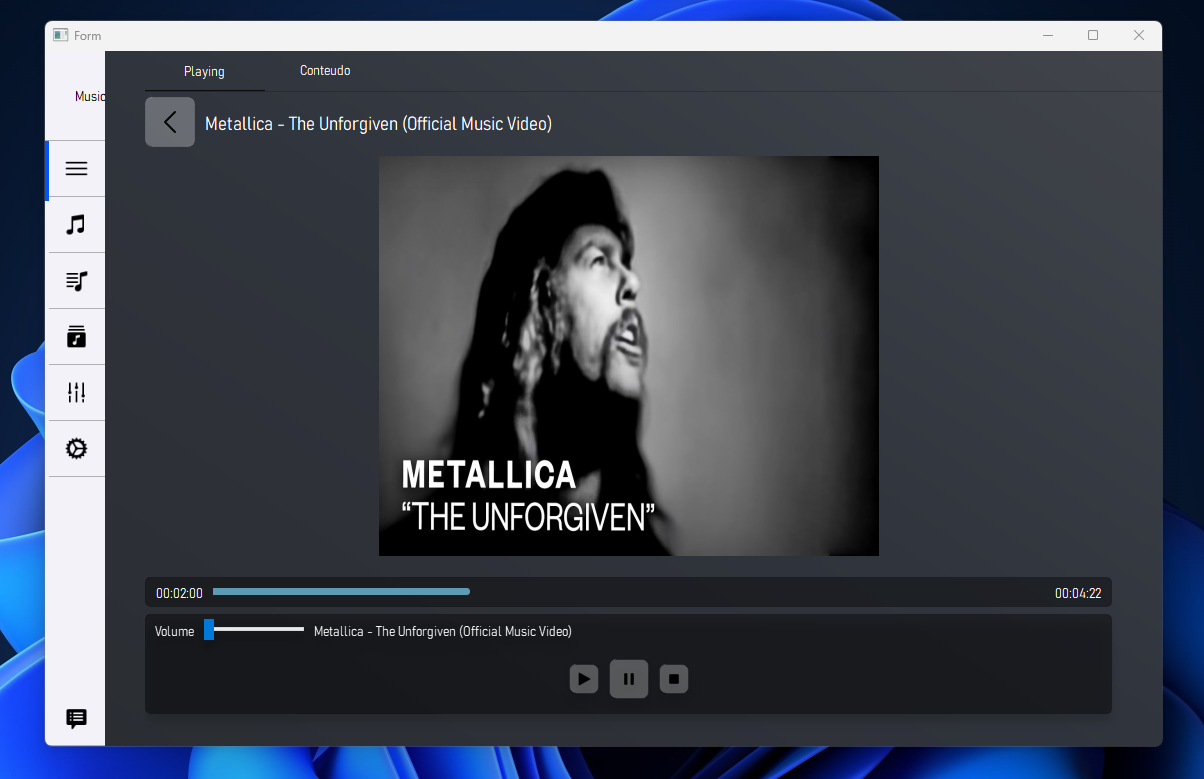 Form
Music
Playing
Conteudo
Metallica - The Unforgiven (Official Music Video)
METALLICA
“THE UNFORGIVEN”
00:02:00
00:04:22
Volume
Metallica - The Unforgiven (Official Music Video)